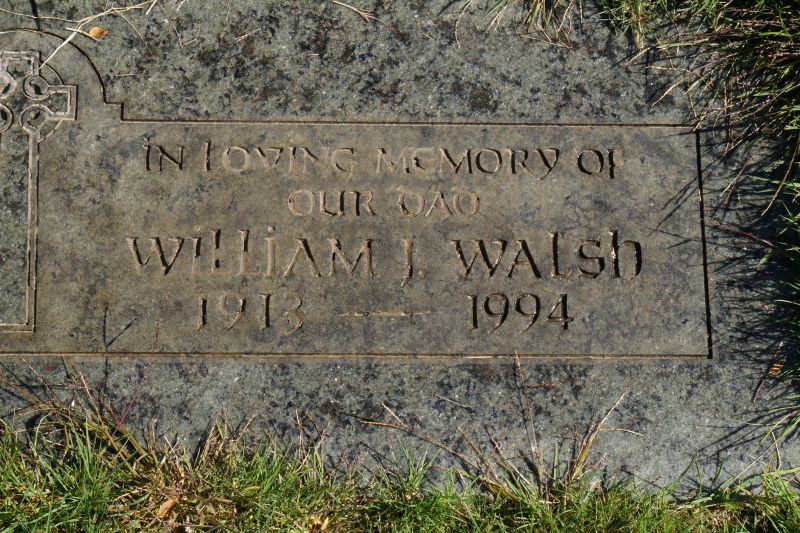 IN LOVING MEMORY OF
OUR DAD
WILLIAM J. WALSH
1913 — 1994